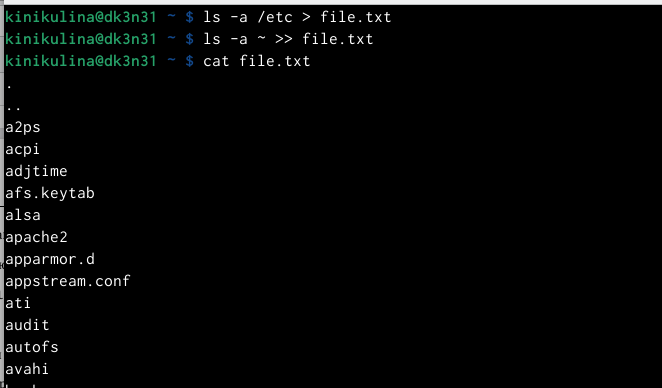 kinikulina@dk3n31 ~ $ ls -a /etc > file.txt
kinikulina@dk3n31 ~ $ ls -a ~ >> file.txt
kinikulina@dk3n31 ~ $ cat file.txt
.
..
a2ps
acpi
adjtime
afs.keytab
alsa
apache2
apparmor.d
appstream.conf
ati
audit
autofs
avahi